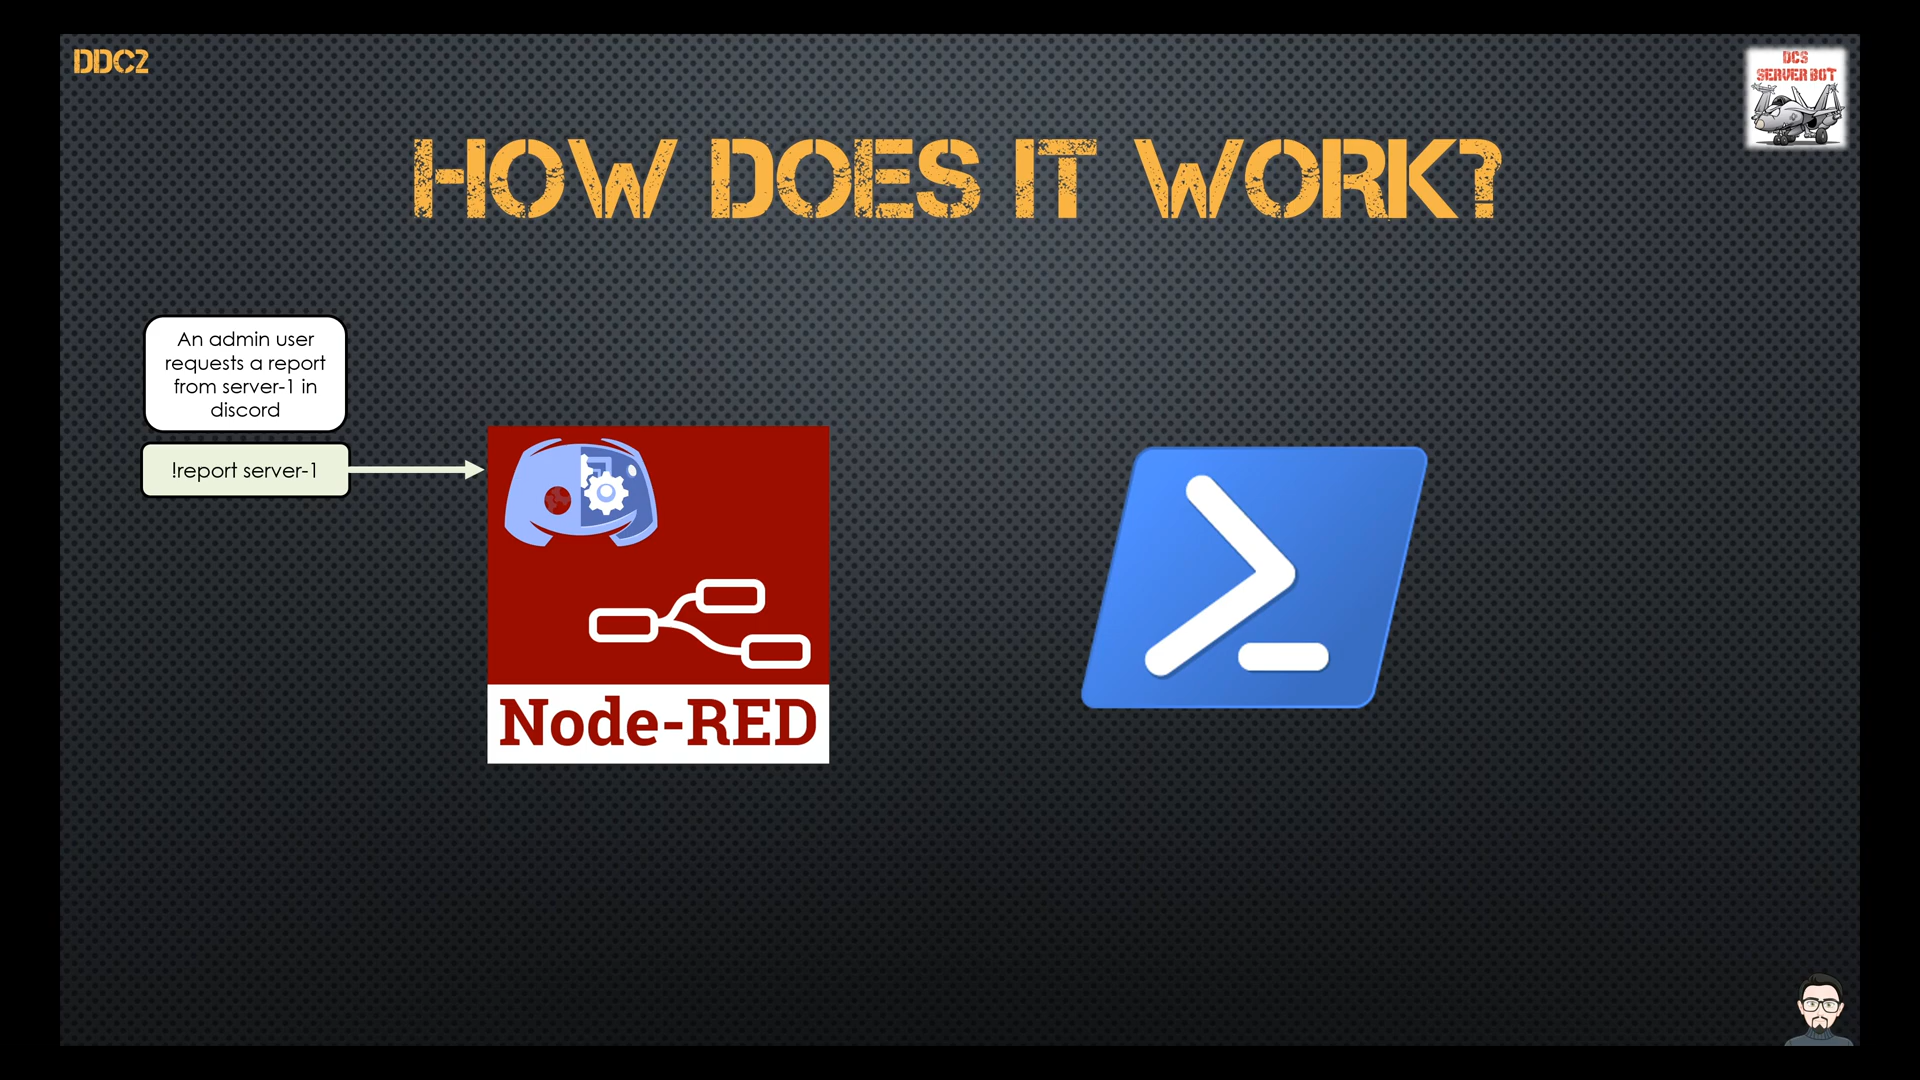 DDC2
DCS
SERVER BOT
HOW DOES IT WORK?
An admin user
requests a report
from server-1 in
discord
!report server-1
Node-RED